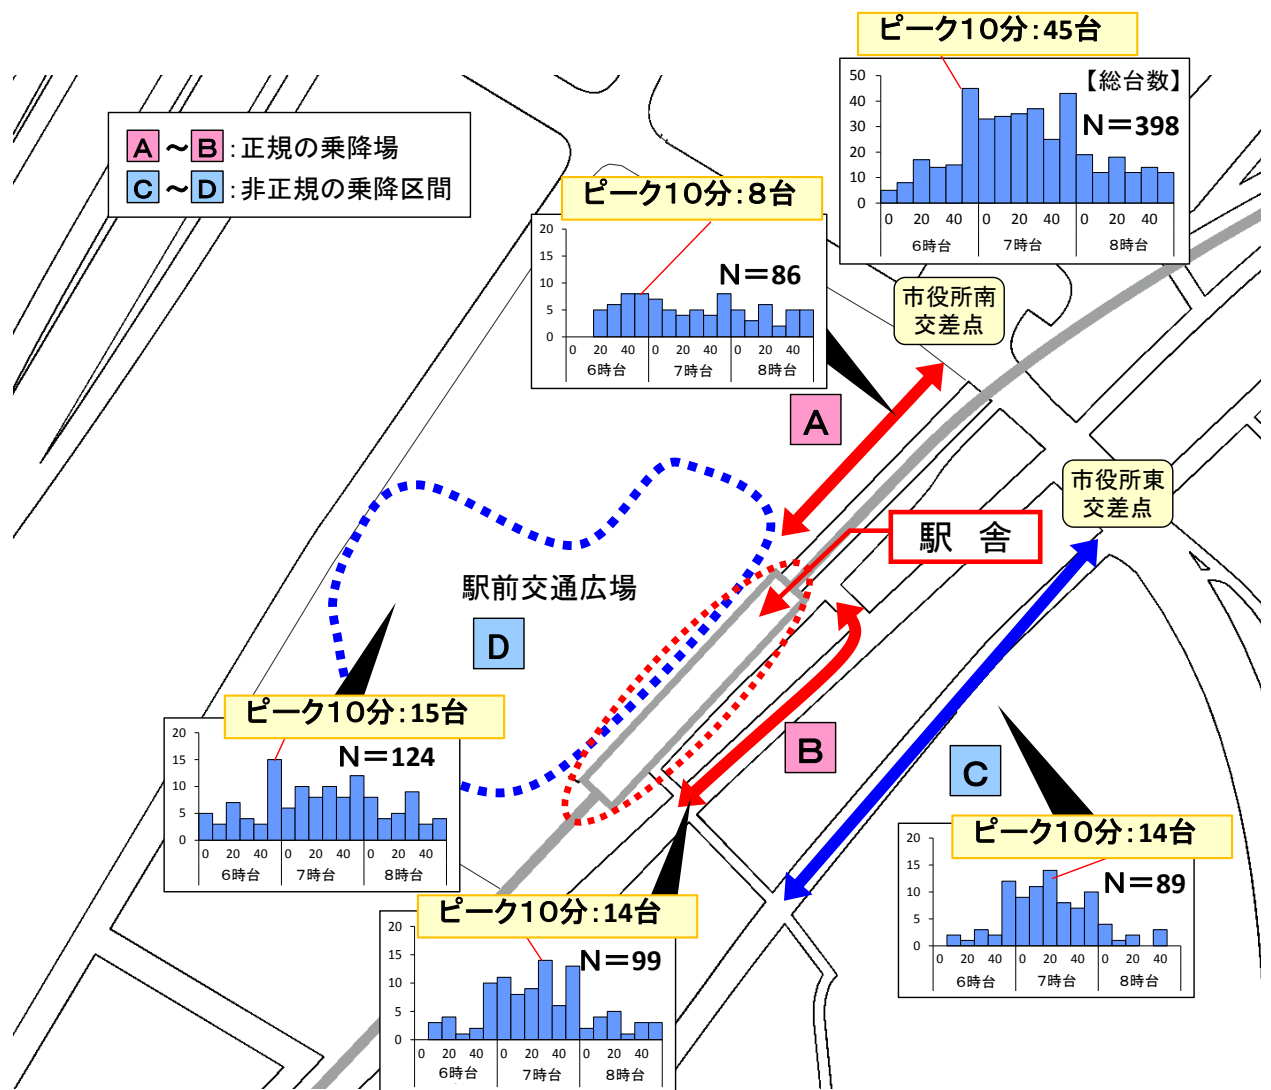 ピーク10分:45台
50
40
30
20
10
0
【総台数】
N=398
0 20 40 0 20 40 0 20 40
6時台 7時台 8時台
A ～ B :正規の乗降場
C ～ D :非正規の乗降区間
ピーク10分:8台
20
15
10
5
0
N=86
0 20 40 0 20 40 0 20 40
6時台 7時台 8時台
市役所南
交差点
A
市役所東
交差点
駅 舎
駅前交通広場
D
B
C
ピーク10分:15台
20
15
10
5
0
N=124
0 20 40 0 20 40 0 20 40
6時台 7時台 8時台
ピーク10分:14台
20
15
10
5
0
N=89
0 20 40 0 20 40 0 20 40
6時台 7時台 8時台
ピーク10分:14台
20
15
10
5
0
N=99
0 20 40 0 20 40 0 20 40
6時台 7時台 8時台